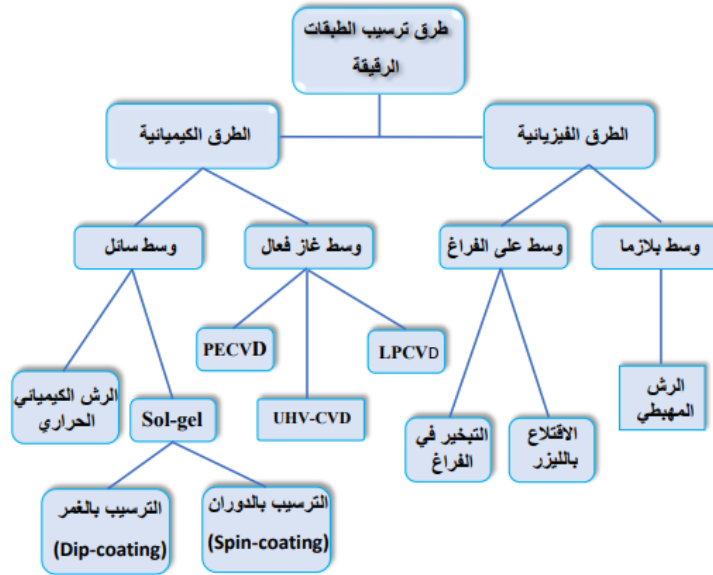 طرق ترسيب الطبقات
الرقيقة
الطرق الفيزيائية
الطرق الكيميائية
وسط بلازما
وسط على الفراغ
وسط غاز فعال
وسط سائل
الرش
المهبطي
الاقتلاع
بالليزر
التبخير في
الفراغ
LPCVD
UHV-CVD
PECVD
Sol-gel
الرش الكيميائي
الحراري
الترسيب بالدوران
(Spin-coating)
الترسيب بالغمر
(Dip-coating)